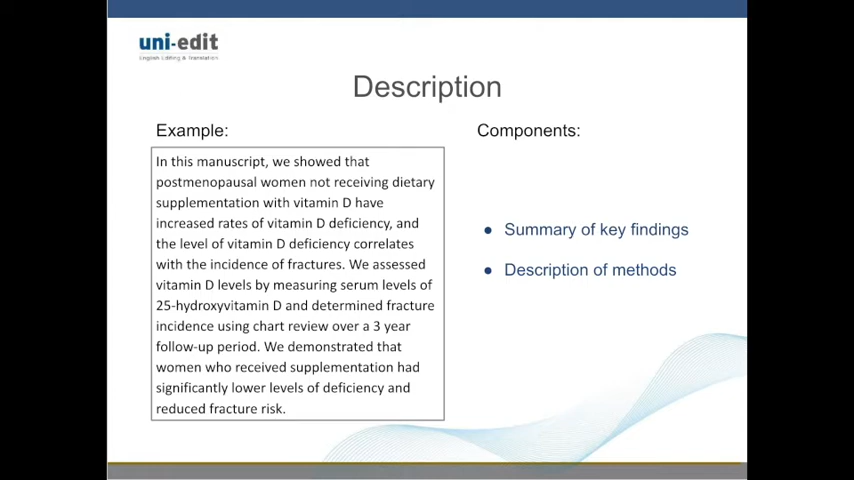 uni-edit
English Editing & Translation
Description
Example:
In this manuscript, we showed that
postmenopausal women not receiving dietary
supplementation with vitamin D have
increased rates of vitamin D deficiency, and
the level of vitamin D deficiency correlates
with the incidence of fractures. We assessed
vitamin D levels by measuring serum levels of
25-hydroxyvitamin D and determined fracture
incidence using chart review over a 3 year
follow-up period. We demonstrated that
women who received supplementation had
significantly lower levels of deficiency and
reduced fracture risk.
Components:
● Summary of key findings
● Description of methods